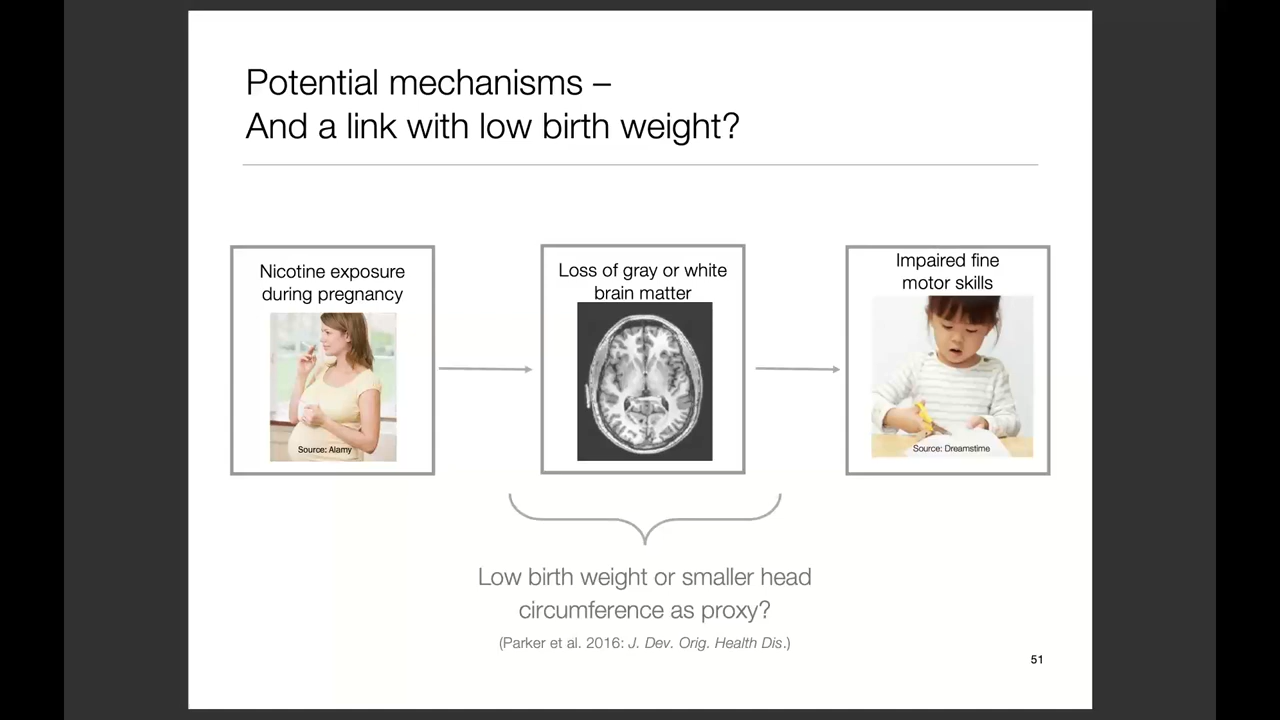 Potential mechanisms –
And a link with low birth weight?
Nicotine exposure
during pregnancy
Source: Alamy
Loss of gray or white
brain matter
Impaired fine
motor skills
Source: Dreamstime
Low birth weight or smaller head
circumference as proxy?
(Parker et al. 2016: J. Dev. Orig. Health Dis.)
51